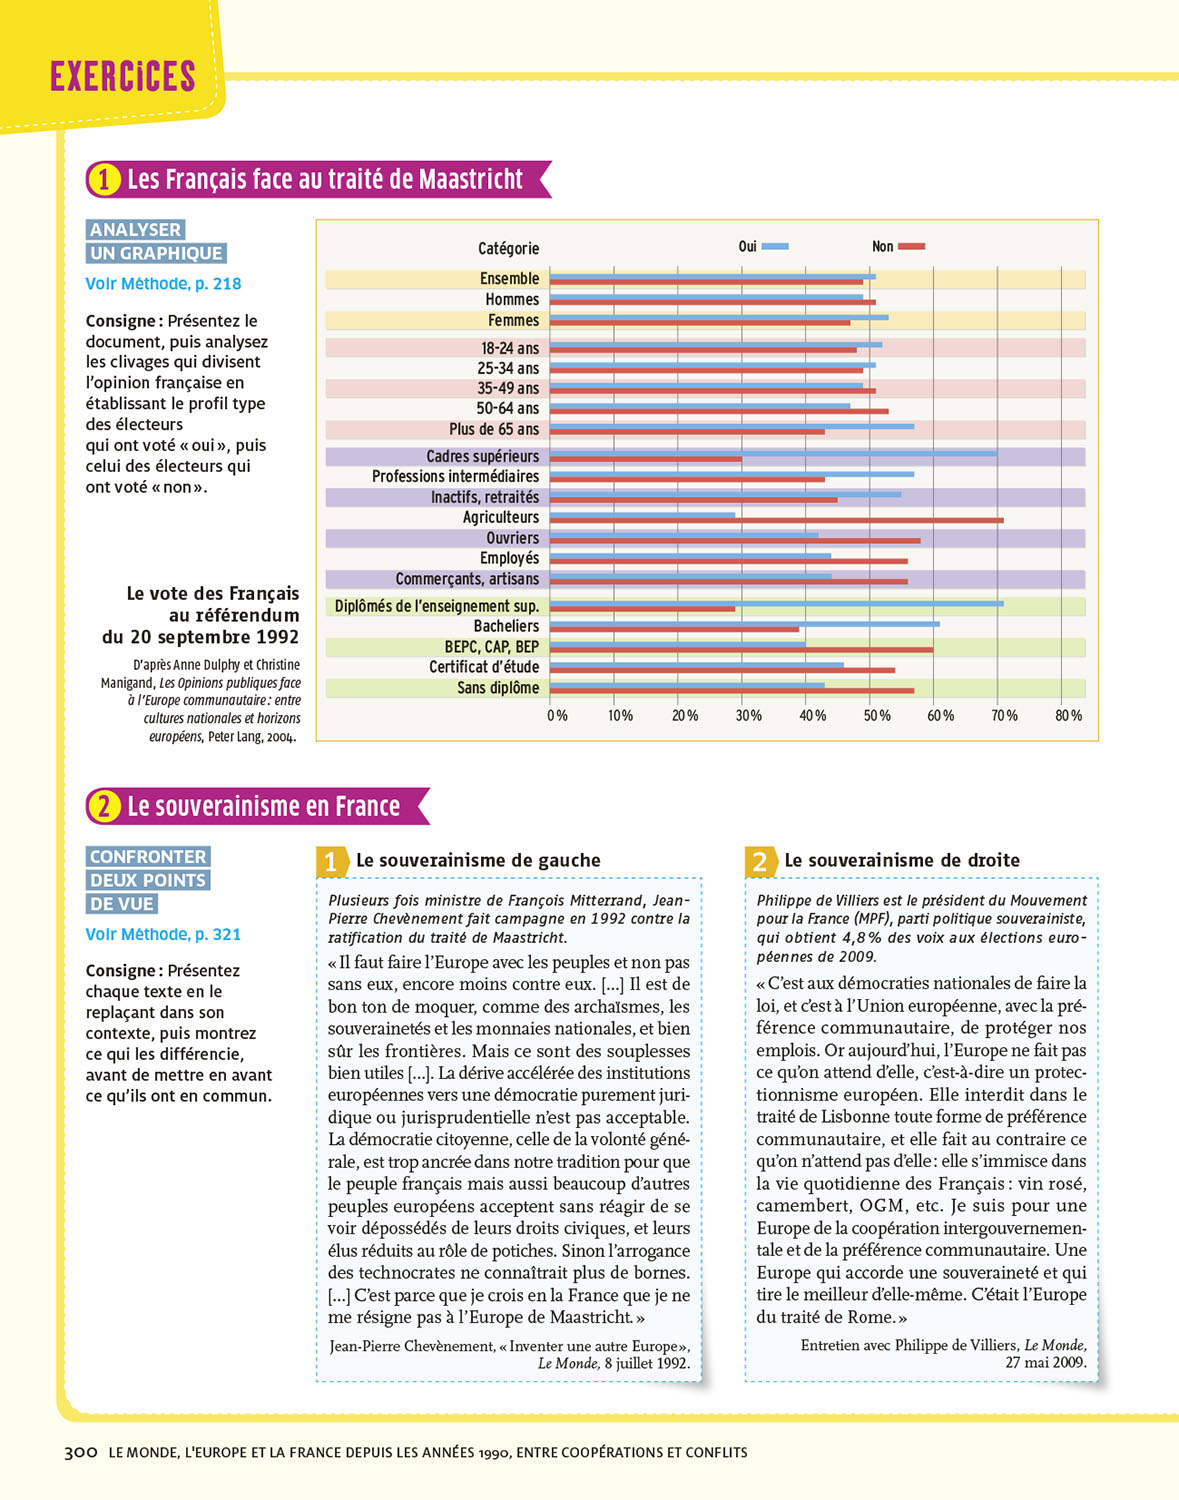 EXERCICES
1 Les Français face au traité de Maastricht
ANALYSER
UN GRAPHIQUE
Voir Méthode, p. 218
Consigne : Présentez le
document, puis analysez
les clivages qui divisent
l'opinion française en
établissant le profil type
des électeurs
qui ont voté « oui », puis
celui des électeurs qui
ont voté « non ».
Le vote des Français
au référendum
du 20 septembre 1992
D'après Anne Dulphy et Christine
Manigand, Les Opinions publiques face
à l'Europe communautaire : entre
cultures nationales et horizons
européens, Peter Lang, 2004.
Catégorie Oui Non
Ensemble
Hommes
Femmes
18-24 ans
25-34 ans
35-49 ans
50-64 ans
Plus de 65 ans
Cadres supérieurs
Professions intermédiaires
Inactifs, retraités
Agriculteurs
Ouvriers
Employés
Commerçants, artisans
Diplômés de l'enseignement sup.
Bacheliers
BEPC, CAP, BEP
Certificat d'étude
Sans diplôme
0 % 10 % 20 % 30 % 40 % 50 % 60 % 70 % 80 %
2 Le souverainisme en France
CONFRONTER
DEUX POINTS
DE VUE
Voir Méthode, p. 321
Consigne : Présentez
chaque texte en le
replaçant dans son
contexte, puis montrez
ce qui les différencie,
avant de mettre en avant
ce qu'ils ont en commun.
1 Le souverainisme de gauche
Plusieurs fois ministre de François Mitterrand, Jean-
Pierre Chevènement fait campagne en 1992 contre la
ratification du traité de Maastricht.
« Il faut faire l'Europe avec les peuples et non pas
sans eux, encore moins contre eux. [...] Il est de
bon ton de moquer, comme des archaïsmes, les
souverainetés et les monnaies nationales, et bien
sûr les frontières. Mais ce sont des souplesses
bien utiles [...]. La dérive accélérée des institutions
européennes vers une démocratie purement juri-
dique ou jurisprudentielle n'est pas acceptable.
La démocratie citoyenne, celle de la volonté géné-
rale, est trop ancrée dans notre tradition pour que
le peuple français mais aussi beaucoup d'autres
peuples européens acceptent sans réagir de se
voir dépossédés de leurs droits civiques, et leurs
élus réduits au rôle de potiches. Sinon l'arrogance
des technocrates ne connaîtrait plus de bornes.
[...] C'est parce que je crois en la France que je ne
me résigne pas à l'Europe de Maastricht. »
Jean-Pierre Chevènement, « Inventer une autre Europe »,
Le Monde, 8 juillet 1992.
2 Le souverainisme de droite
Philippe de Villiers est le président du Mouvement
pour la France (MPF), parti politique souverainiste,
qui obtient 4,8 % des voix aux élections euro-
péennes de 2009.
« C'est aux démocraties nationales de faire la
loi, et c'est à l'Union européenne, avec la pré-
férence communautaire, de protéger nos
emplois. Or aujourd'hui, l'Europe ne fait pas
ce qu'on attend d'elle, c'est-à-dire un protec-
tionnisme européen. Elle interdit dans le
traité de Lisbonne toute forme de préférence
communautaire, et elle fait au contraire ce
qu'on n'attend pas d'elle : elle s'immisce dans
la vie quotidienne des Français : vin rosé,
camembert, OGM, etc. Je suis pour une
Europe de la coopération intergouvernemen-
tale et de la préférence communautaire. Une
Europe qui accorde une souveraineté et qui
tire le meilleur d'elle-même. C'était l'Europe
du traité de Rome. »
Entretien avec Philippe de Villiers, Le Monde,
27 mai 2009.
300 LE MONDE, L'EUROPE ET LA FRANCE DEPUIS LES ANNÉES 1990, ENTRE COOPÉRATIONS ET CONFLITS